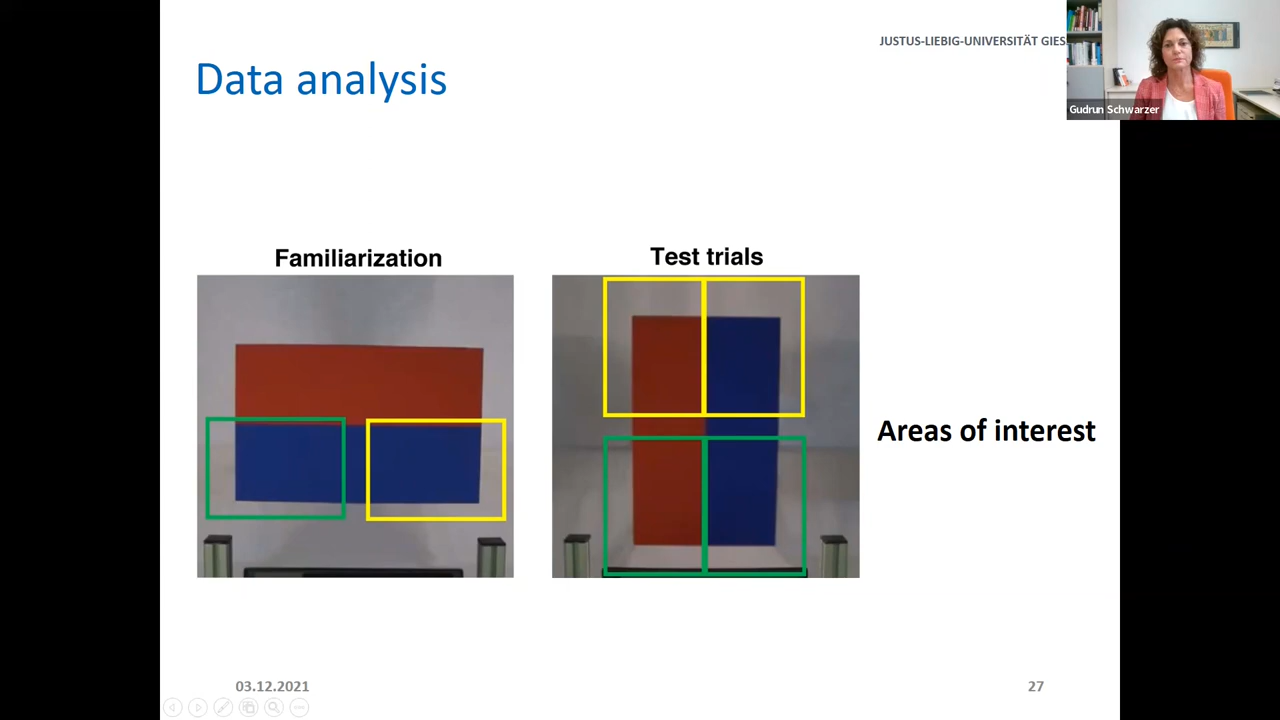 JUSTUS-LIEBIG-UNIVERSITÄT GIES
Gudrun Schwarzer
Data analysis
Familiarization
Test trials
Areas of interest
03.12.2021
27